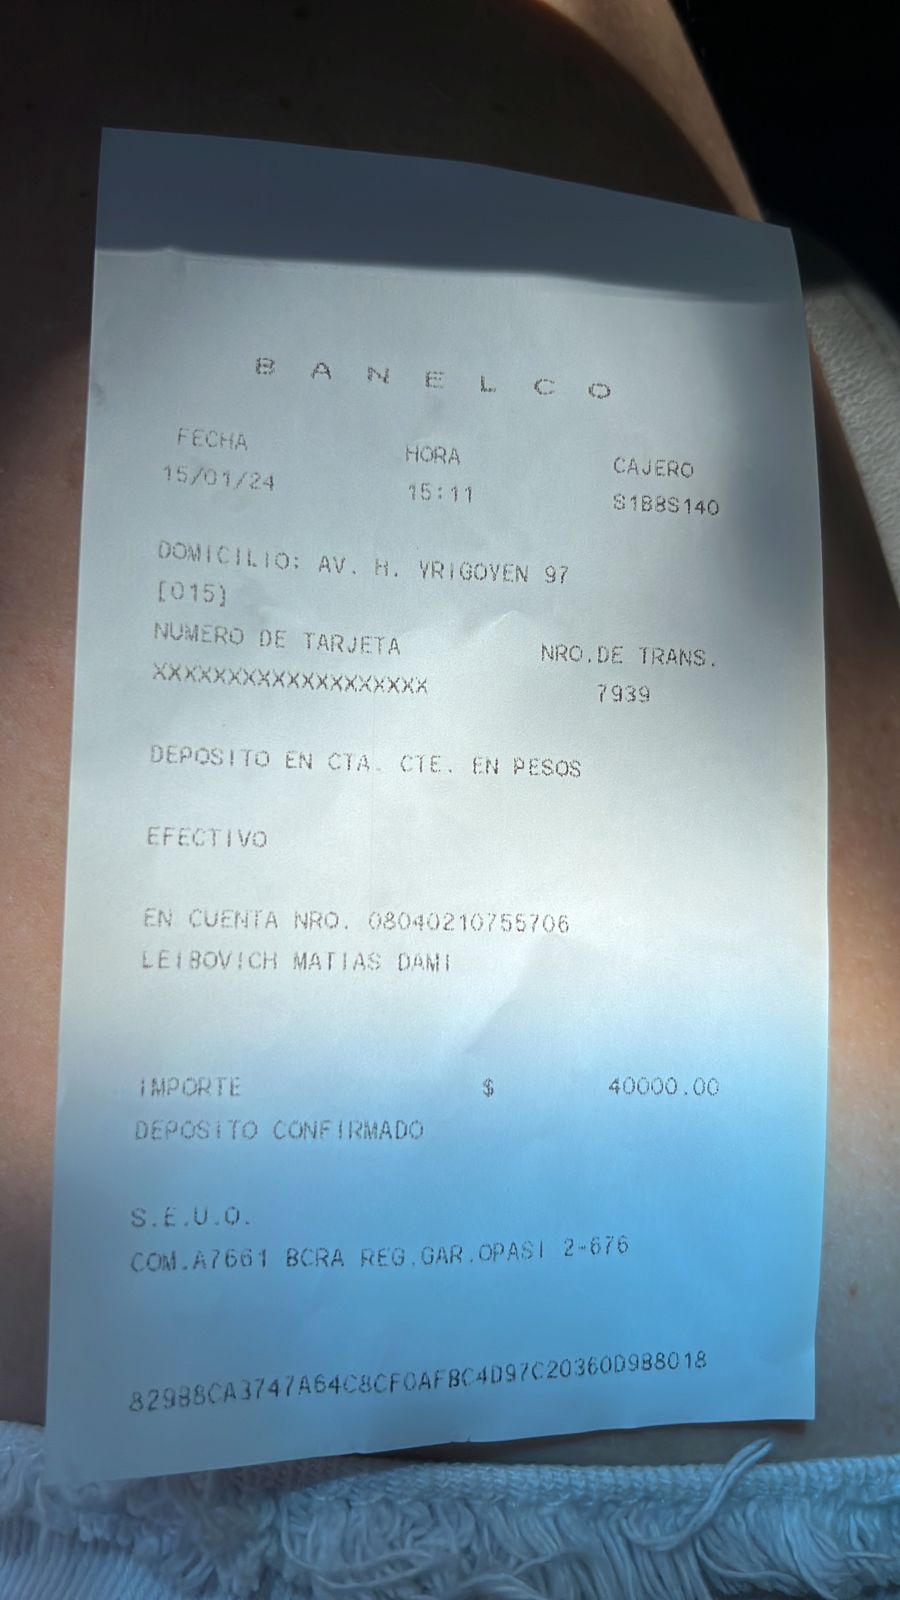 B A N E L C O
FECHA HORA CAJERO
15/01/24 15:11 S1B8S140
DOMICILIO: AV. H. YRIGOYEN 97
[015]
NUMERO DE TARJETA NRO.DE TRANS.
XXXXXXXXXXXXXXXXXXX 7939
DEPOSITO EN CTA. CTE. EN PESOS
EFECTIVO
EN CUENTA NRO. 08040210755706
LEIBOVICH MATIAS DAMI
IMPORTE $ 40000.00
DEPOSITO CONFIRMADO
S.E.U.O.
COM.A7661 BCRA REG.GAR.OPASI 2-676
829B8CA3747A64C8CF0AFBC4D97C20360D9B8018